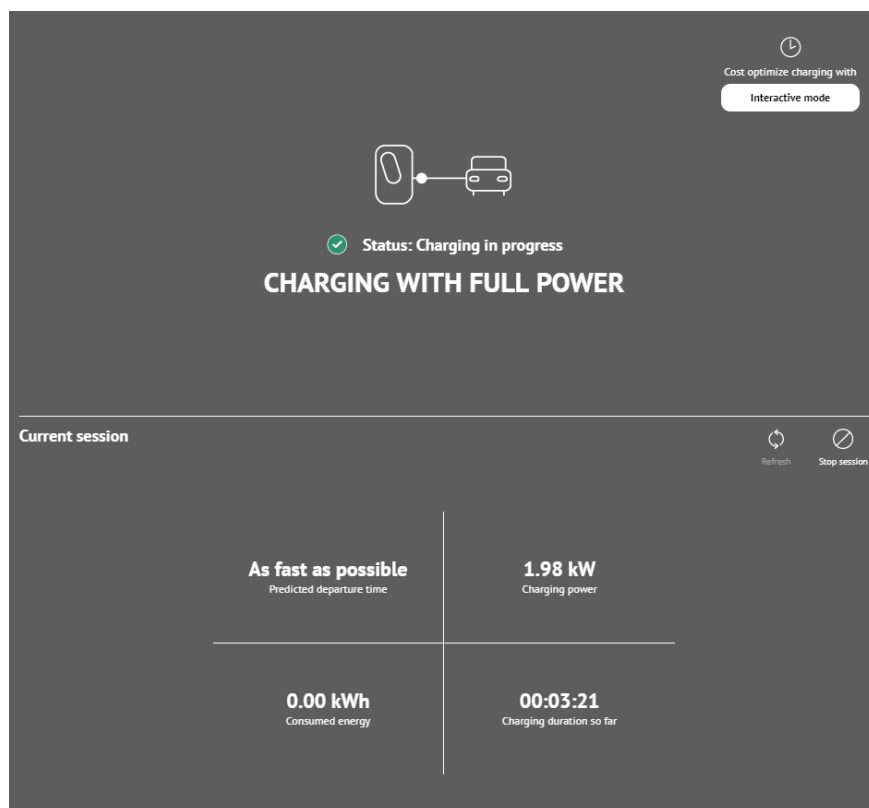 Cost optimize charging with
Interactive mode
Status: Charging in progress
CHARGING WITH FULL POWER
Current session
Refresh
Stop session
As fast as possible
Predicted departure time
1.98 kW
Charging power
0.00 kWh
Consumed energy
00:03:21
Charging duration so far